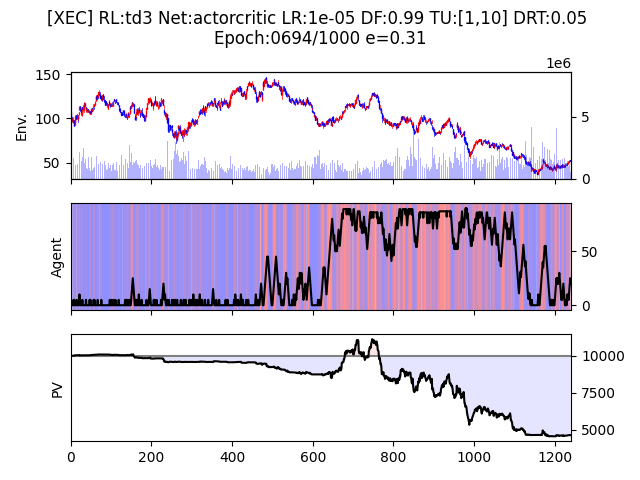 [XEC] RL:td3 Net:actorcritic LR:1e-05 DF:0.99 TU:[1,10] DRT:0.05
Epoch:0694/1000 e=0.31
1e6
150
100
50
Env.
5
0
Agent
50
0
PV
10000
7500
5000
0 200 400 600 800 1000 1200